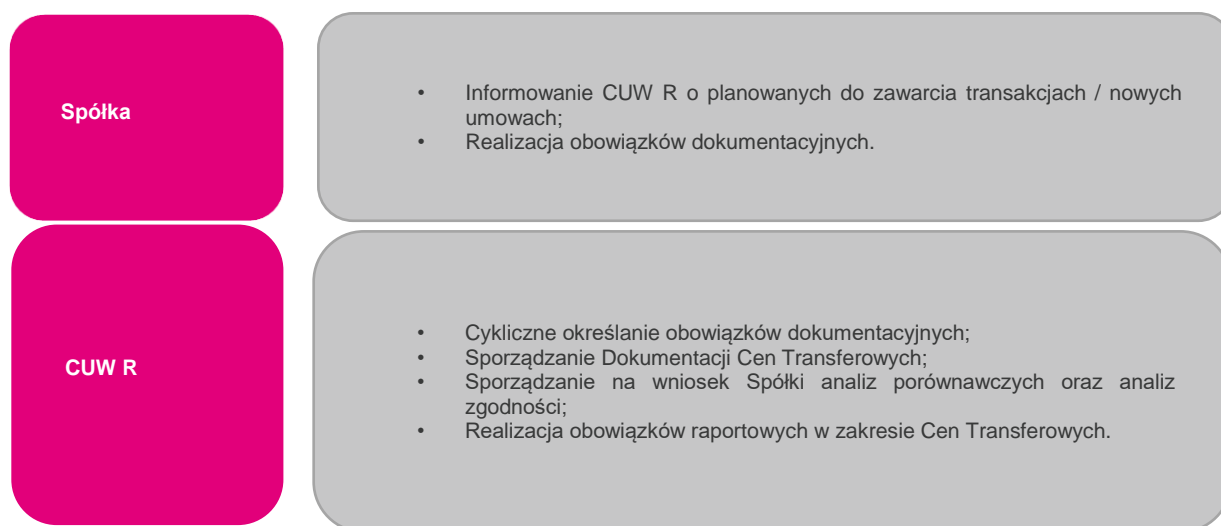 Spółka
• Informowanie CUW R o planowanych do zawarcia transakcjach / nowych
umowach;
• Realizacja obowiązków dokumentacyjnych.
CUW R
• Cykliczne określanie obowiązków dokumentacyjnych;
• Sporządzanie Dokumentacji Cen Transferowych;
• Sporządzanie na wniosek Spółki analiz porównawczych oraz analiz
zgodności;
• Realizacja obowiązków raportowych w zakresie Cen Transferowych.